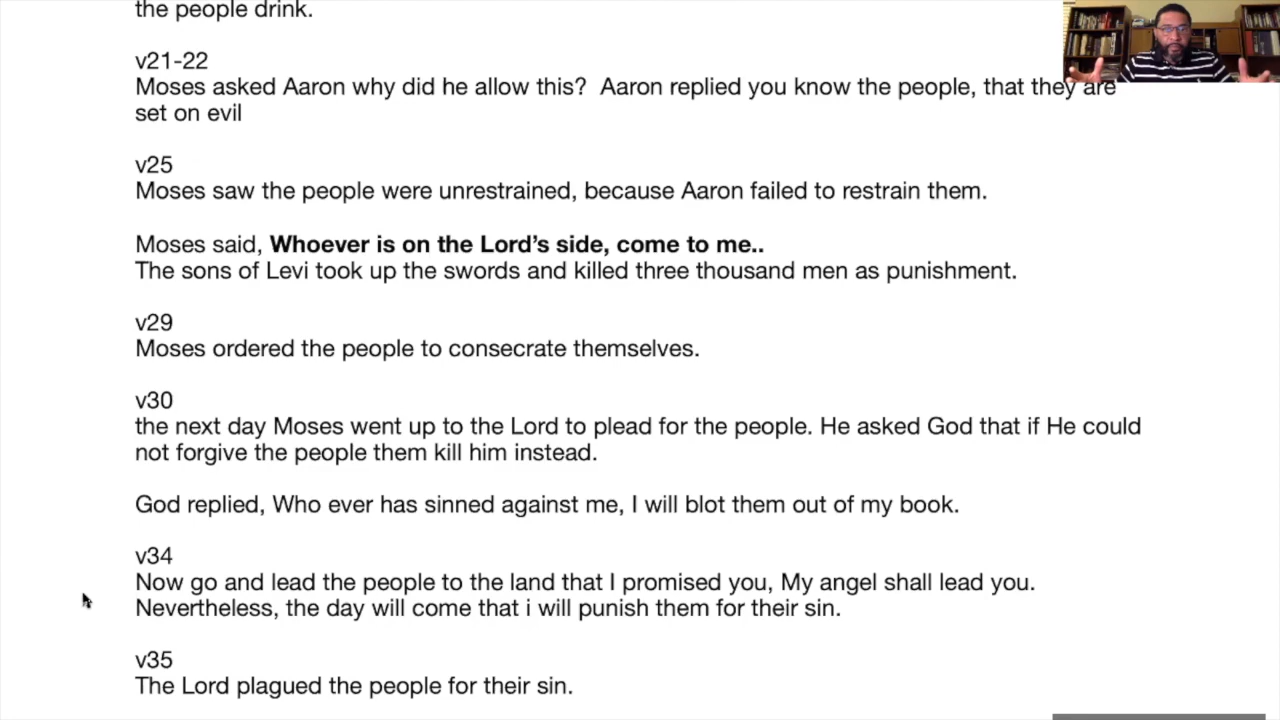 the people drink.
v21-22
Moses asked Aaron why did he allow this?  Aaron replied you know the people, that they are
set on evil
v25
Moses saw the people were unrestrained, because Aaron failed to restrain them.
Moses said, Whoever is on the Lord’s side, come to me..
The sons of Levi took up the swords and killed three thousand men as punishment.
v29
Moses ordered the people to consecrate themselves.
v30
the next day Moses went up to the Lord to plead for the people. He asked God that if He could
not forgive the people them kill him instead.
God replied, Who ever has sinned against me, I will blot them out of my book.
v34
Now go and lead the people to the land that I promised you, My angel shall lead you.
Nevertheless, the day will come that i will punish them for their sin.
v35
The Lord plagued the people for their sin.